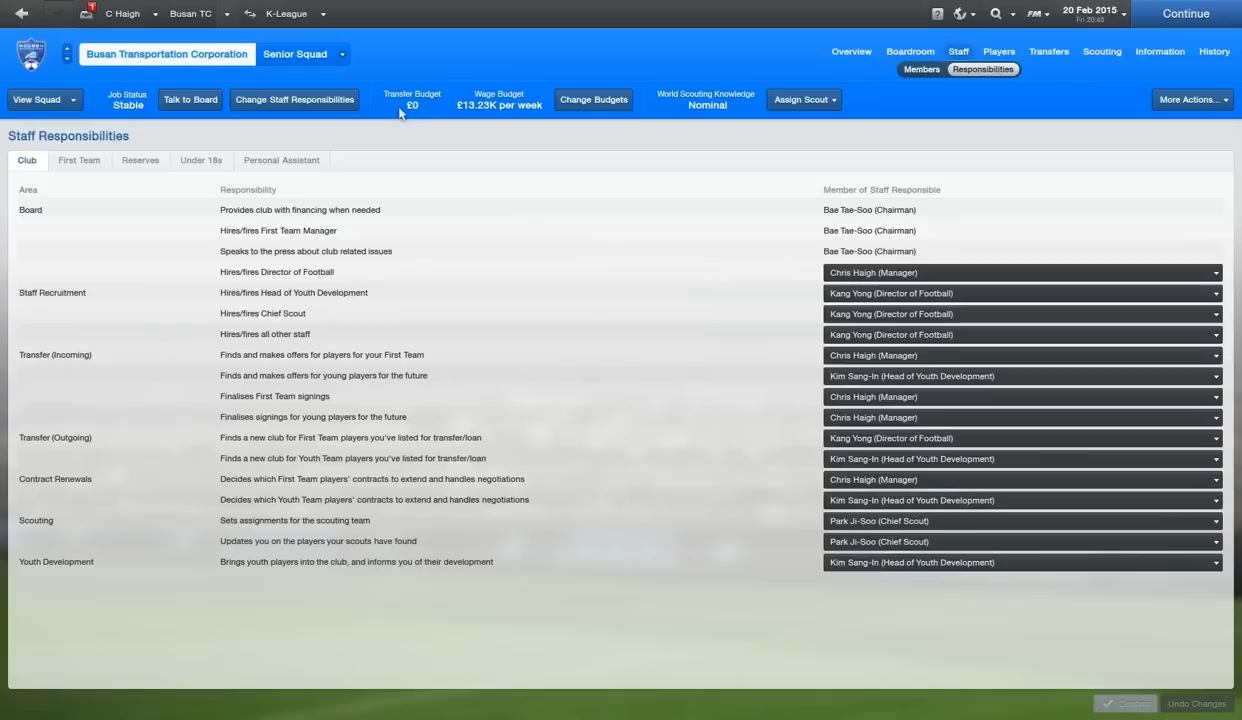 1
C Haigh
Busan TC
K-League
?
FM
20 Feb 2015
Fri 20:45
Continue
Busan Transportation Corporation
Senior Squad
Overview
Boardroom
Staff
Players
Transfers
Scouting
Information
History
Members
Responsibilities
View Squad
Job Status
Stable
Talk to Board
Change Staff Responsibilities
Transfer Budget
£0
Wage Budget
£13.23K per week
Change Budgets
World Scouting Knowledge
Nominal
Assign Scout
More Actions...
Staff Responsibilities
Club
First Team
Reserves
Under 18s
Personal Assistant
Area Responsibility Member of Staff Responsible
Board Provides club with financing when needed Bae Tae-Soo (Chairman)
Hires/fires First Team Manager Bae Tae-Soo (Chairman)
Speaks to the press about club related issues Bae Tae-Soo (Chairman)
Hires/fires Director of Football Chris Haigh (Manager)
Staff Recruitment Hires/fires Head of Youth Development Kang Yong (Director of Football)
Hires/fires Chief Scout Kang Yong (Director of Football)
Hires/fires all other staff Kang Yong (Director of Football)
Transfer (Incoming) Finds and makes offers for players for your First Team Chris Haigh (Manager)
Finds and makes offers for young players for the future Kim Sang-In (Head of Youth Development)
Finalises First Team signings Chris Haigh (Manager)
Finalises signings for young players for the future Chris Haigh (Manager)
Transfer (Outgoing) Finds a new club for First Team players you've listed for transfer/loan Kang Yong (Director of Football)
Finds a new club for Youth Team players you've listed for transfer/loan Kim Sang-In (Head of Youth Development)
Contract Renewals Decides which First Team players' contracts to extend and handles negotiations Chris Haigh (Manager)
Decides which Youth Team players' contracts to extend and handles negotiations Kim Sang-In (Head of Youth Development)
Scouting Sets assignments for the scouting team Park Ji-Soo (Chief Scout)
Updates you on the players your scouts have found Park Ji-Soo (Chief Scout)
Youth Development Brings youth players into the club, and informs you of their development Kim Sang-In (Head of Youth Development)
Confirm
Undo Changes